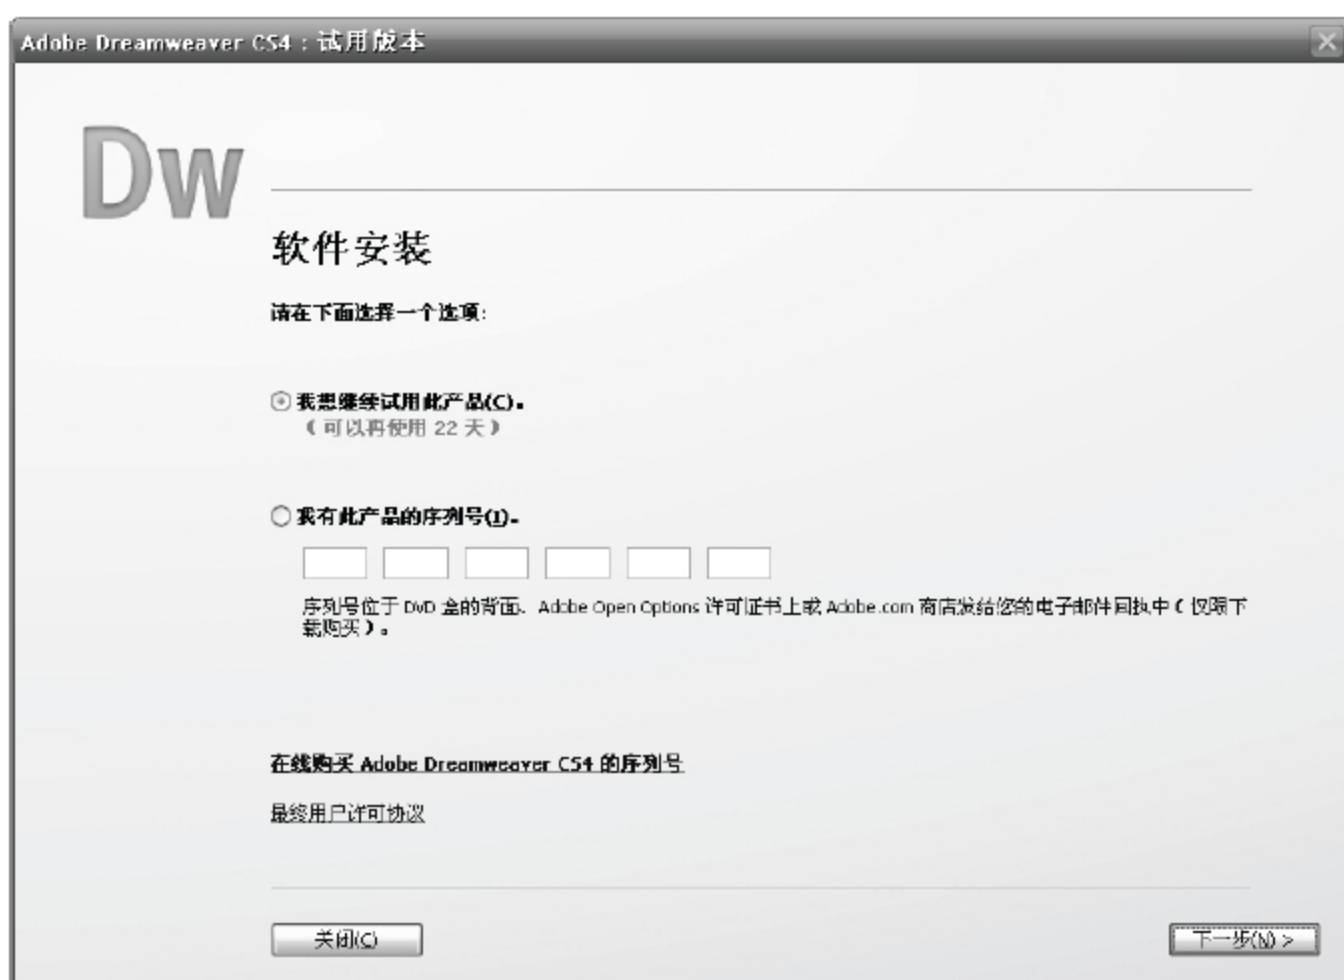 Adobe Dreamweaver CS4 : 试用版本
Dw
软件安装
请在下面选择一个选项:
我想继续试用此产品(C)。
(可以再使用 22 天)
我有此产品的序列号(I)。
序列号位于 DVD 盒的背面、Adobe Open Options 许可证书上或 Adobe.com 商店发给您的电子邮件回执中(仅限下
载购买)。
在线购买 Adobe Dreamweaver CS4 的序列号
最终用户许可协议
关闭(C)
下一步(N) >